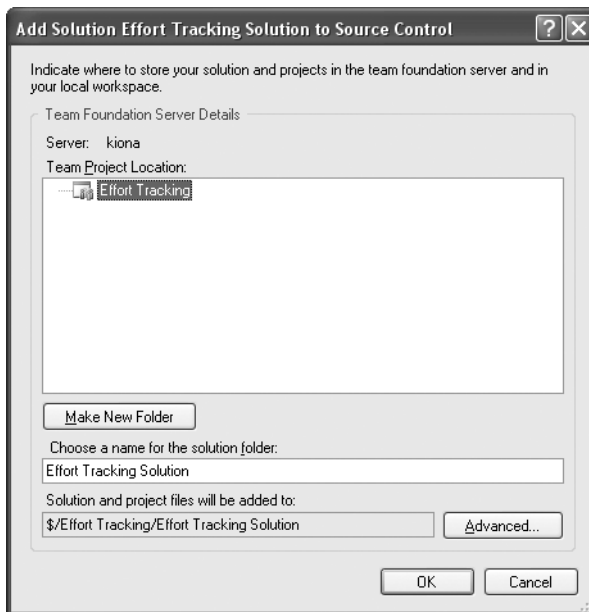 Add Solution Effort Tracking Solution to Source Control
Indicate where to store your solution and projects in the team foundation server and in
your local workspace.
Team Foundation Server Details
Server: kiona
Team Project Location:
Effort Tracking
Make New Folder
Choose a name for the solution folder:
Effort Tracking Solution
Solution and project files will be added to:
$/Effort Tracking/Effort Tracking Solution
Advanced...
OK
Cancel